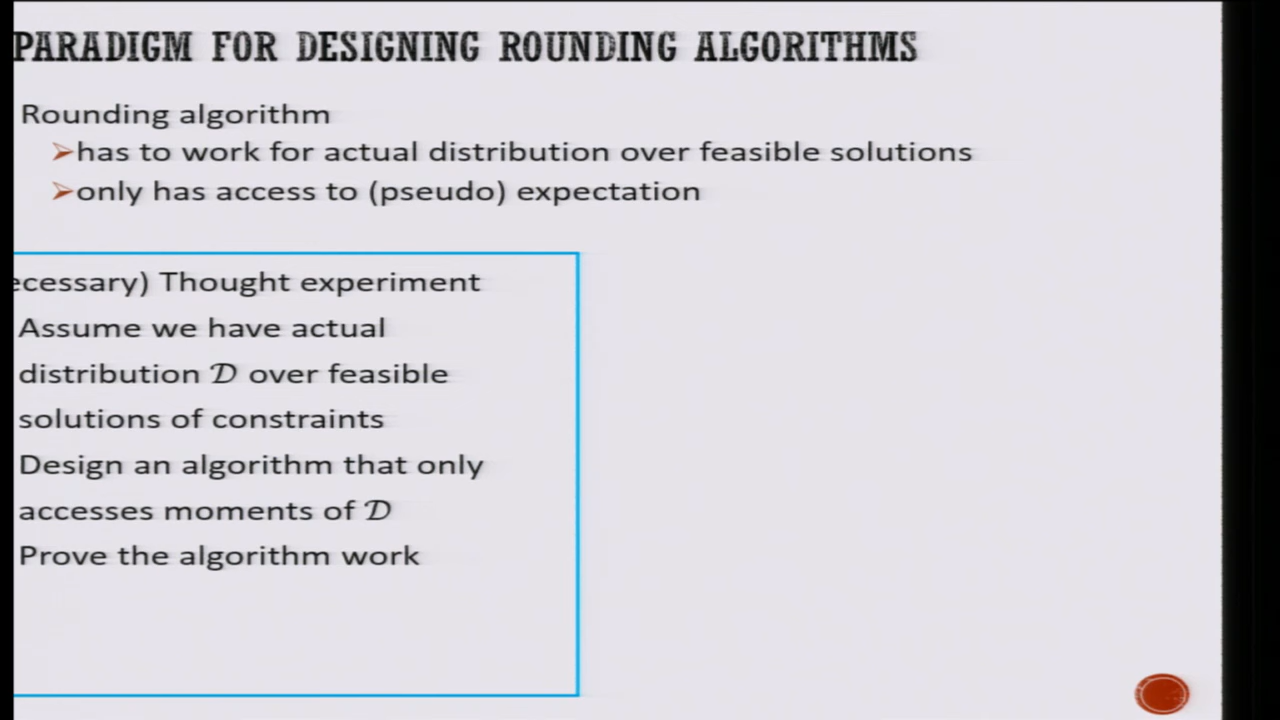 PARADIGM FOR DESIGNING ROUNDING ALGORITHMS
Rounding algorithm
➢has to work for actual distribution over feasible solutions
➢only has access to (pseudo) expectation
ecessary) Thought experiment
Assume we have actual
distribution 𝒟 over feasible
solutions of constraints
Design an algorithm that only
accesses moments of 𝒟
Prove the algorithm work